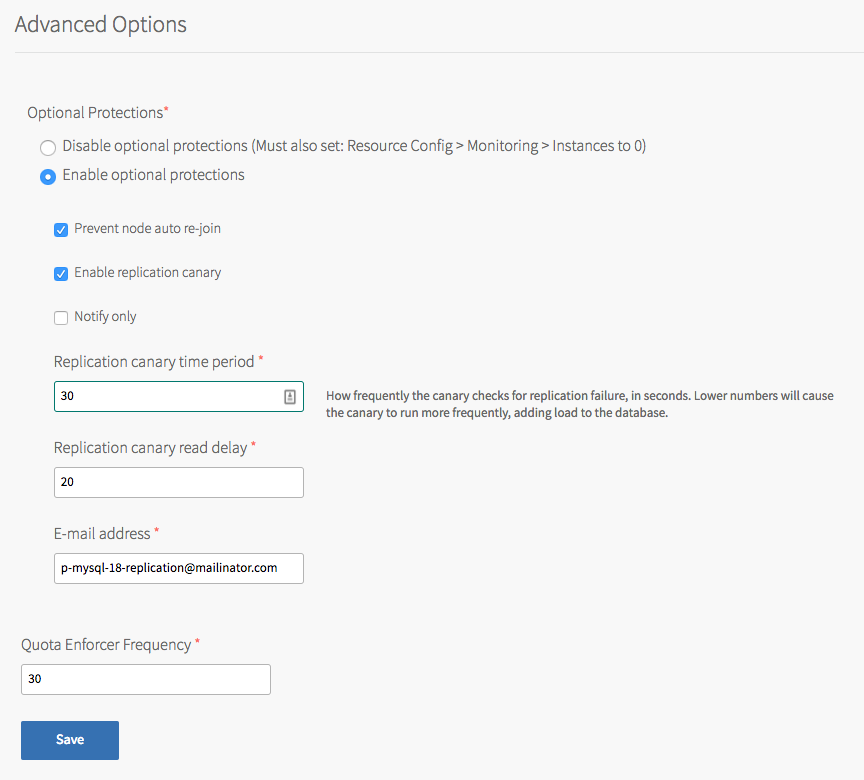 Advanced Options
Optional Protections*
Disable optional protections (Must also set: Resource Config > Monitoring > Instances to 0)
Enable optional protections
Prevent node auto re-join
Enable replication canary
Notify only
Replication canary time period *
30
How frequently the canary checks for replication failure, in seconds. Lower numbers will cause
the canary to run more frequently, adding load to the database.
Replication canary read delay *
20
E-mail address *
p-mysql-18-replication@mailinator.com
Quota Enforcer Frequency *
30
Save